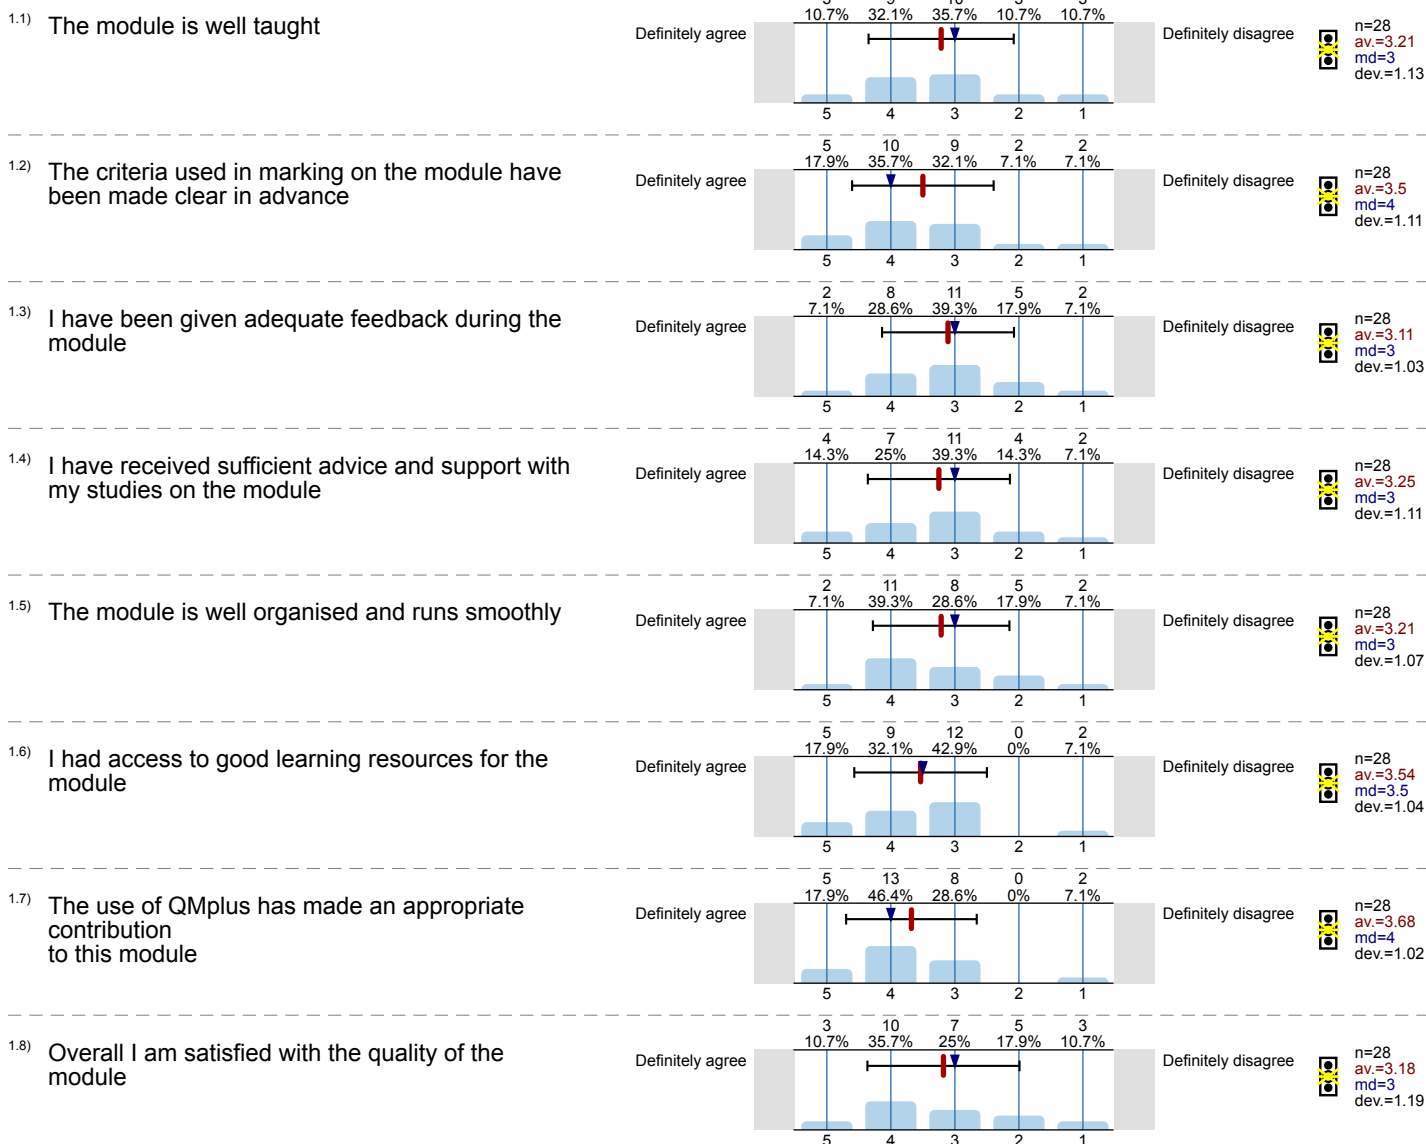 3 9 10 3 3
10.7% 32.1% 35.7% 10.7% 10.7%
1.1) The module is well taught
Definitely agree
Definitely disagree
n=28
av.=3.21
md=3
dev.=1.13
5 4 3 2 1
5 10 9 2 2
17.9% 35.7% 32.1% 7.1% 7.1%
1.2) The criteria used in marking on the module have
been made clear in advance
Definitely agree
Definitely disagree
n=28
av.=3.5
md=4
dev.=1.11
5 4 3 2 1
2 8 11 5 2
7.1% 28.6% 39.3% 17.9% 7.1%
1.3) I have been given adequate feedback during the
module
Definitely agree
Definitely disagree
n=28
av.=3.11
md=3
dev.=1.03
5 4 3 2 1
4 7 11 4 2
14.3% 25% 39.3% 14.3% 7.1%
1.4) I have received sufficient advice and support with
my studies on the module
Definitely agree
Definitely disagree
n=28
av.=3.25
md=3
dev.=1.11
5 4 3 2 1
2 11 8 5 2
7.1% 39.3% 28.6% 17.9% 7.1%
1.5) The module is well organised and runs smoothly
Definitely agree
Definitely disagree
n=28
av.=3.21
md=3
dev.=1.07
5 4 3 2 1
5 9 12 0 2
17.9% 32.1% 42.9% 0% 7.1%
1.6) I had access to good learning resources for the
module
Definitely agree
Definitely disagree
n=28
av.=3.54
md=3.5
dev.=1.04
5 4 3 2 1
5 13 8 0 2
17.9% 46.4% 28.6% 0% 7.1%
1.7) The use of QMplus has made an appropriate
contribution
to this module
Definitely agree
Definitely disagree
n=28
av.=3.68
md=4
dev.=1.02
5 4 3 2 1
3 10 7 5 3
10.7% 35.7% 25% 17.9% 10.7%
1.8) Overall I am satisfied with the quality of the
module
Definitely agree
Definitely disagree
n=28
av.=3.18
md=3
dev.=1.19
5 4 3 2 1